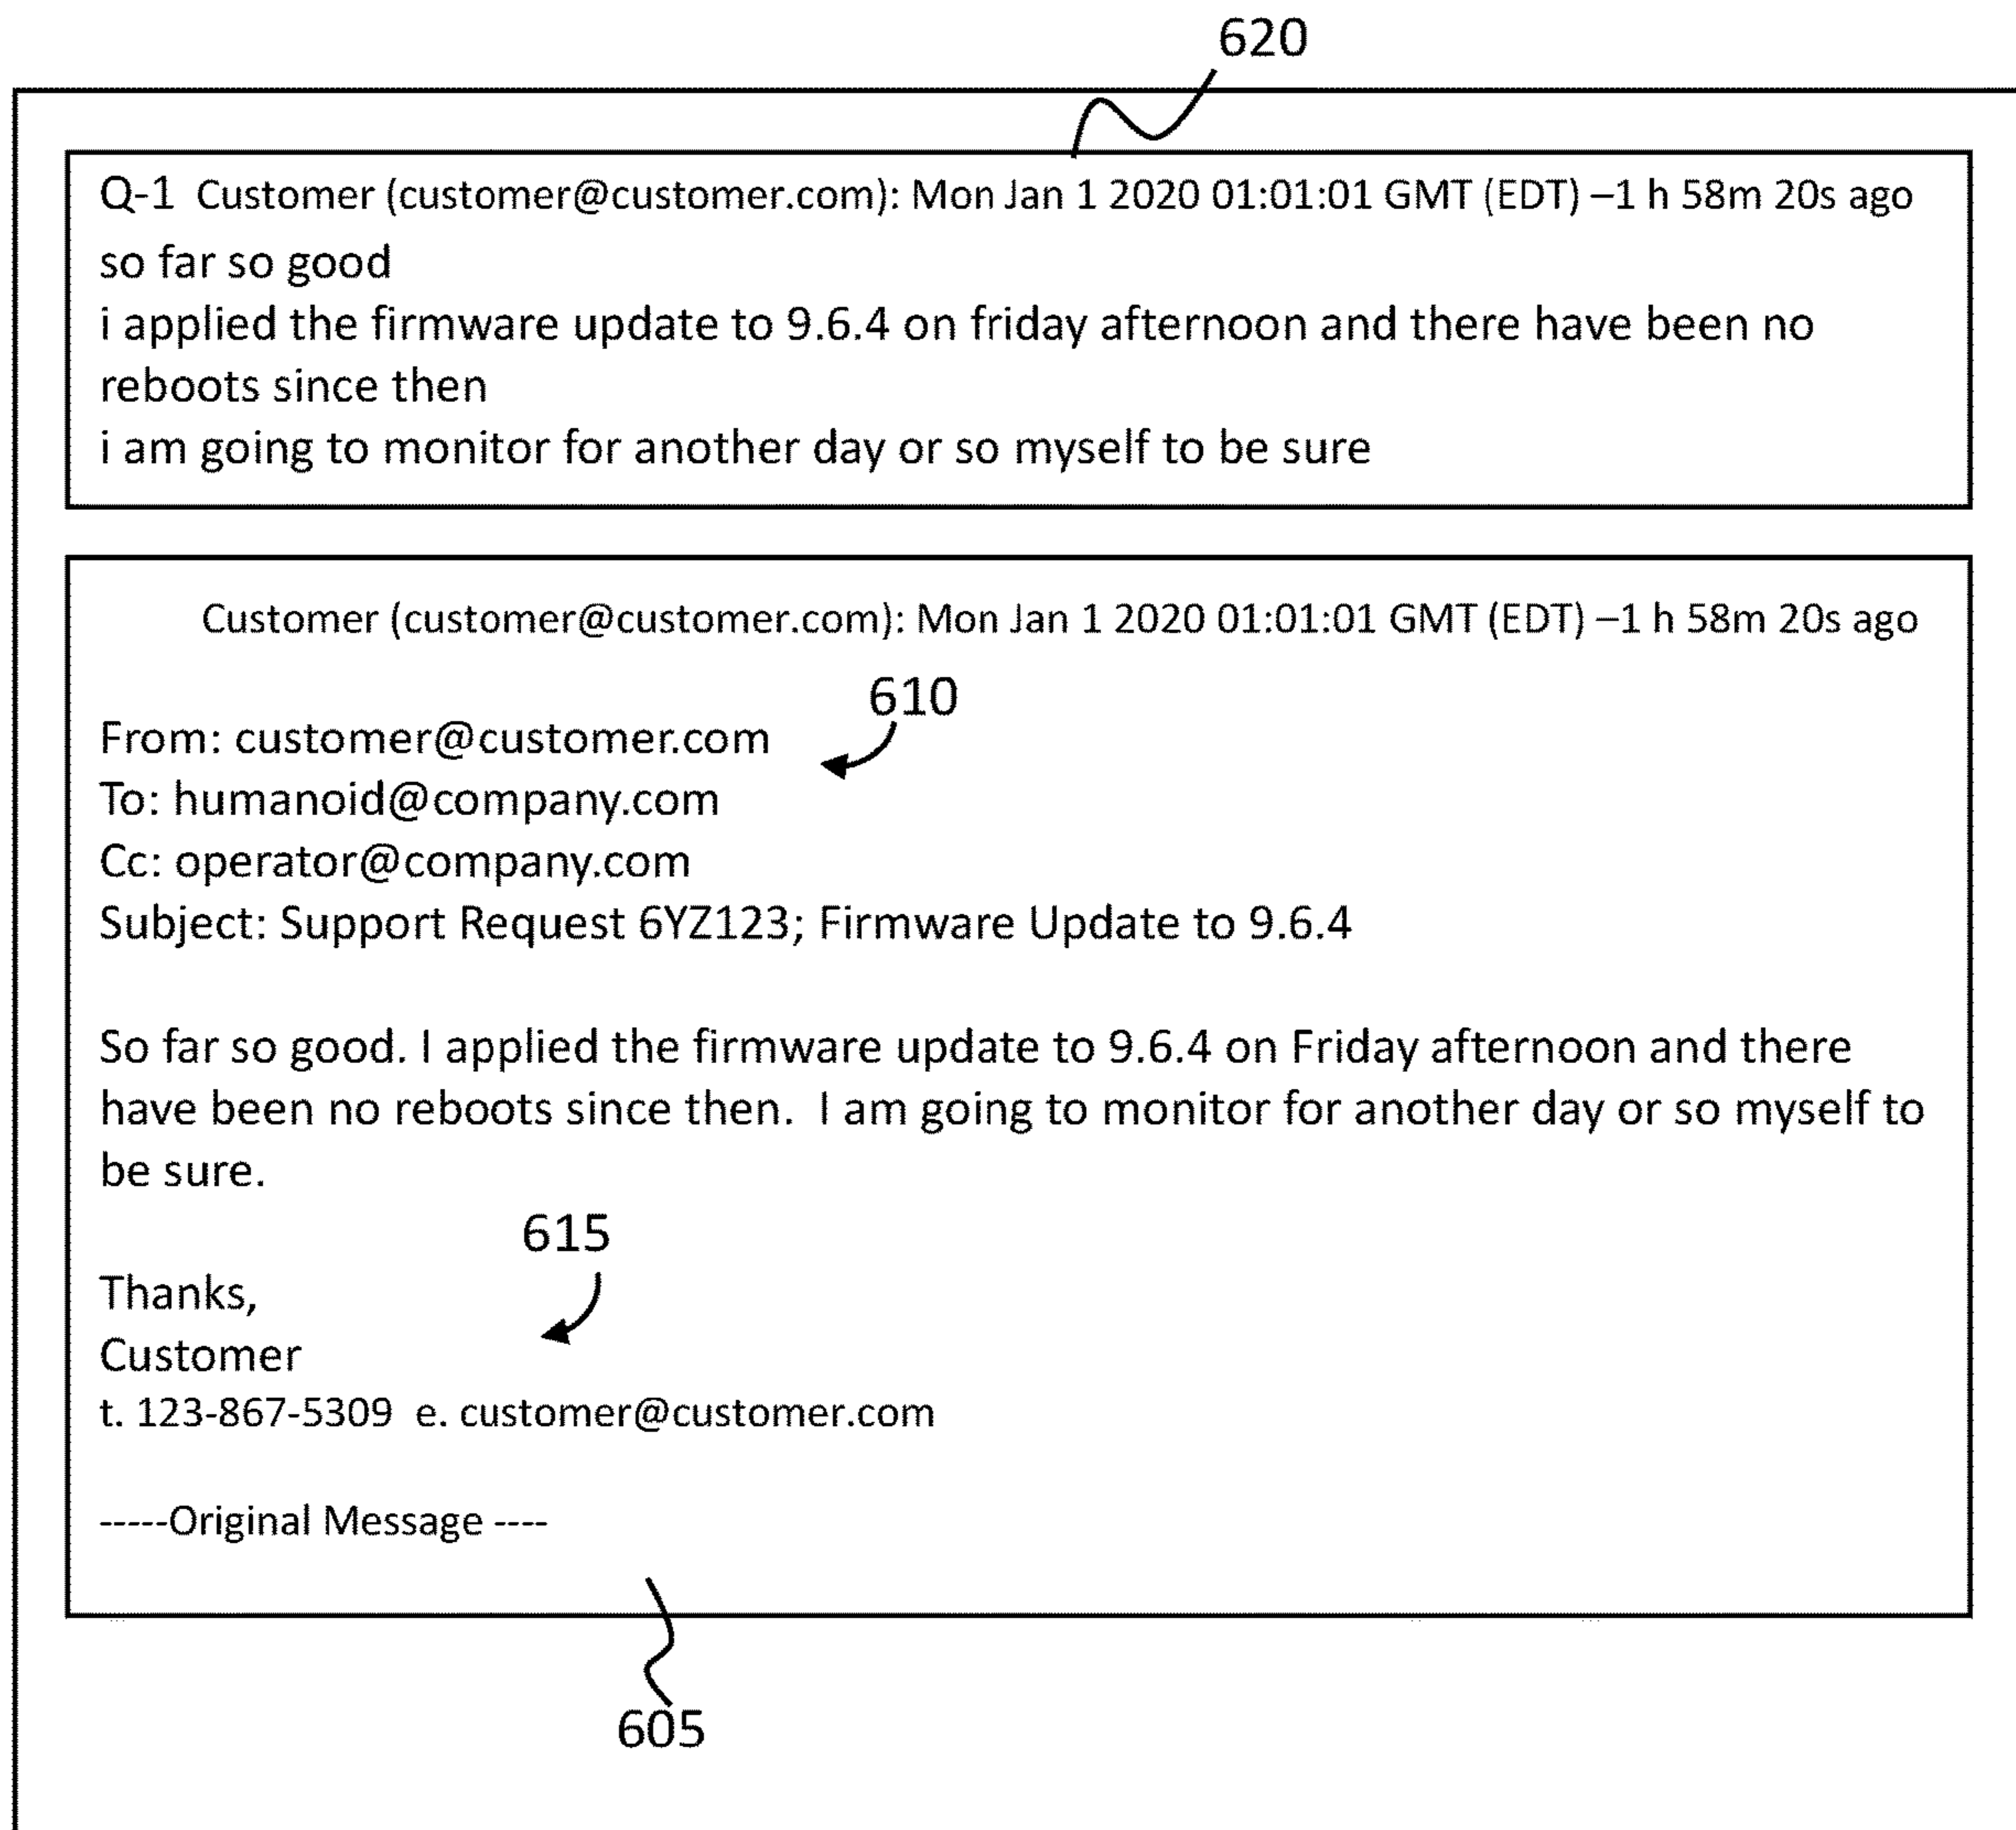 620
Q-1 Customer (customer@customer.com): Mon Jan 1 2020 01:01:01 GMT (EDT) –1 h 58m 20s ago
so far so good
i applied the firmware update to 9.6.4 on friday afternoon and there have been no
reboots since then
i am going to monitor for another day or so myself to be sure
Customer (customer@customer.com): Mon Jan 1 2020 01:01:01 GMT (EDT) –1 h 58m 20s ago
610
From: customer@customer.com
To: humanoid@company.com
Cc: operator@company.com
Subject: Support Request 6YZ123; Firmware Update to 9.6.4
So far so good. I applied the firmware update to 9.6.4 on Friday afternoon and there
have been no reboots since then.  I am going to monitor for another day or so myself to
be sure.
615
Thanks,
Customer
t. 123-867-5309  e. customer@customer.com
-----Original Message ----
605